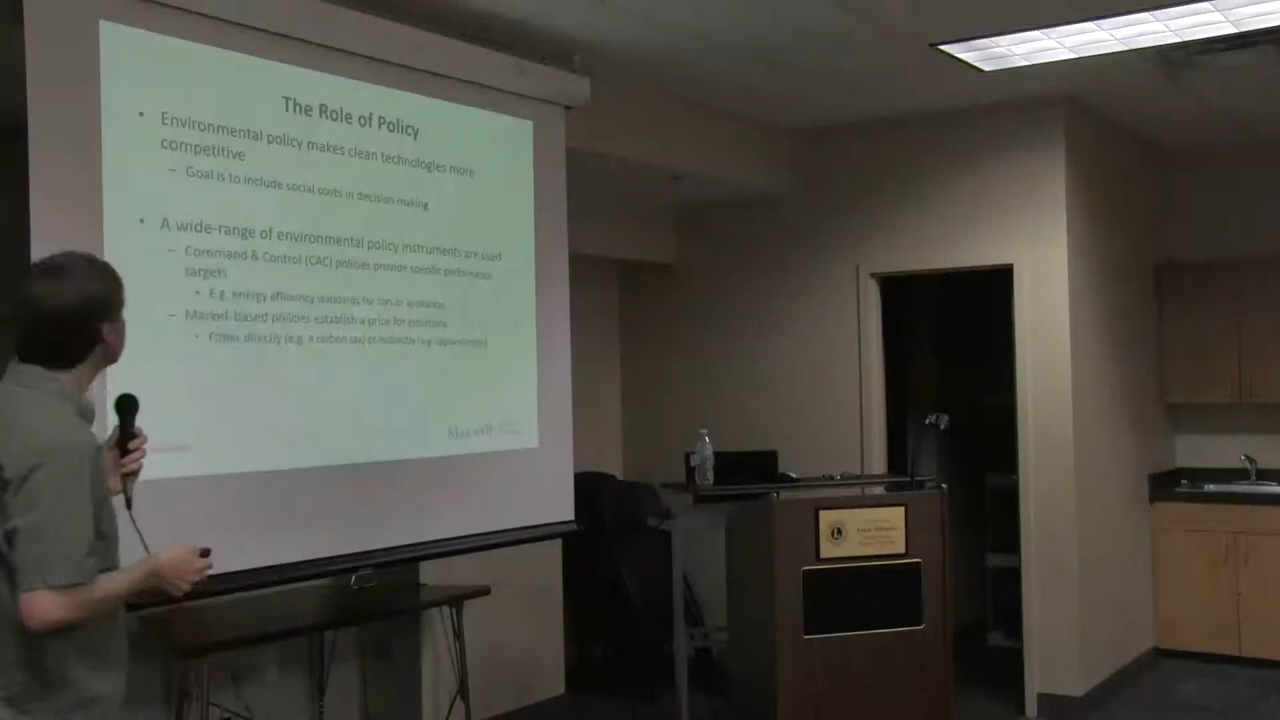 The Role of Policy
• Environmental policy makes clean technologies more
competitive
– Goal is to include social costs in decision making
• A wide-range of environmental policy instruments are used
– Command & Control (CAC) policies provide specific performance
targets
• E.g. energy efficiency standards for cars or appliances
– Market-based policies establish a price for emissions
• Either directly (e.g. a carbon tax) or indirectly (e.g.
Maxwell